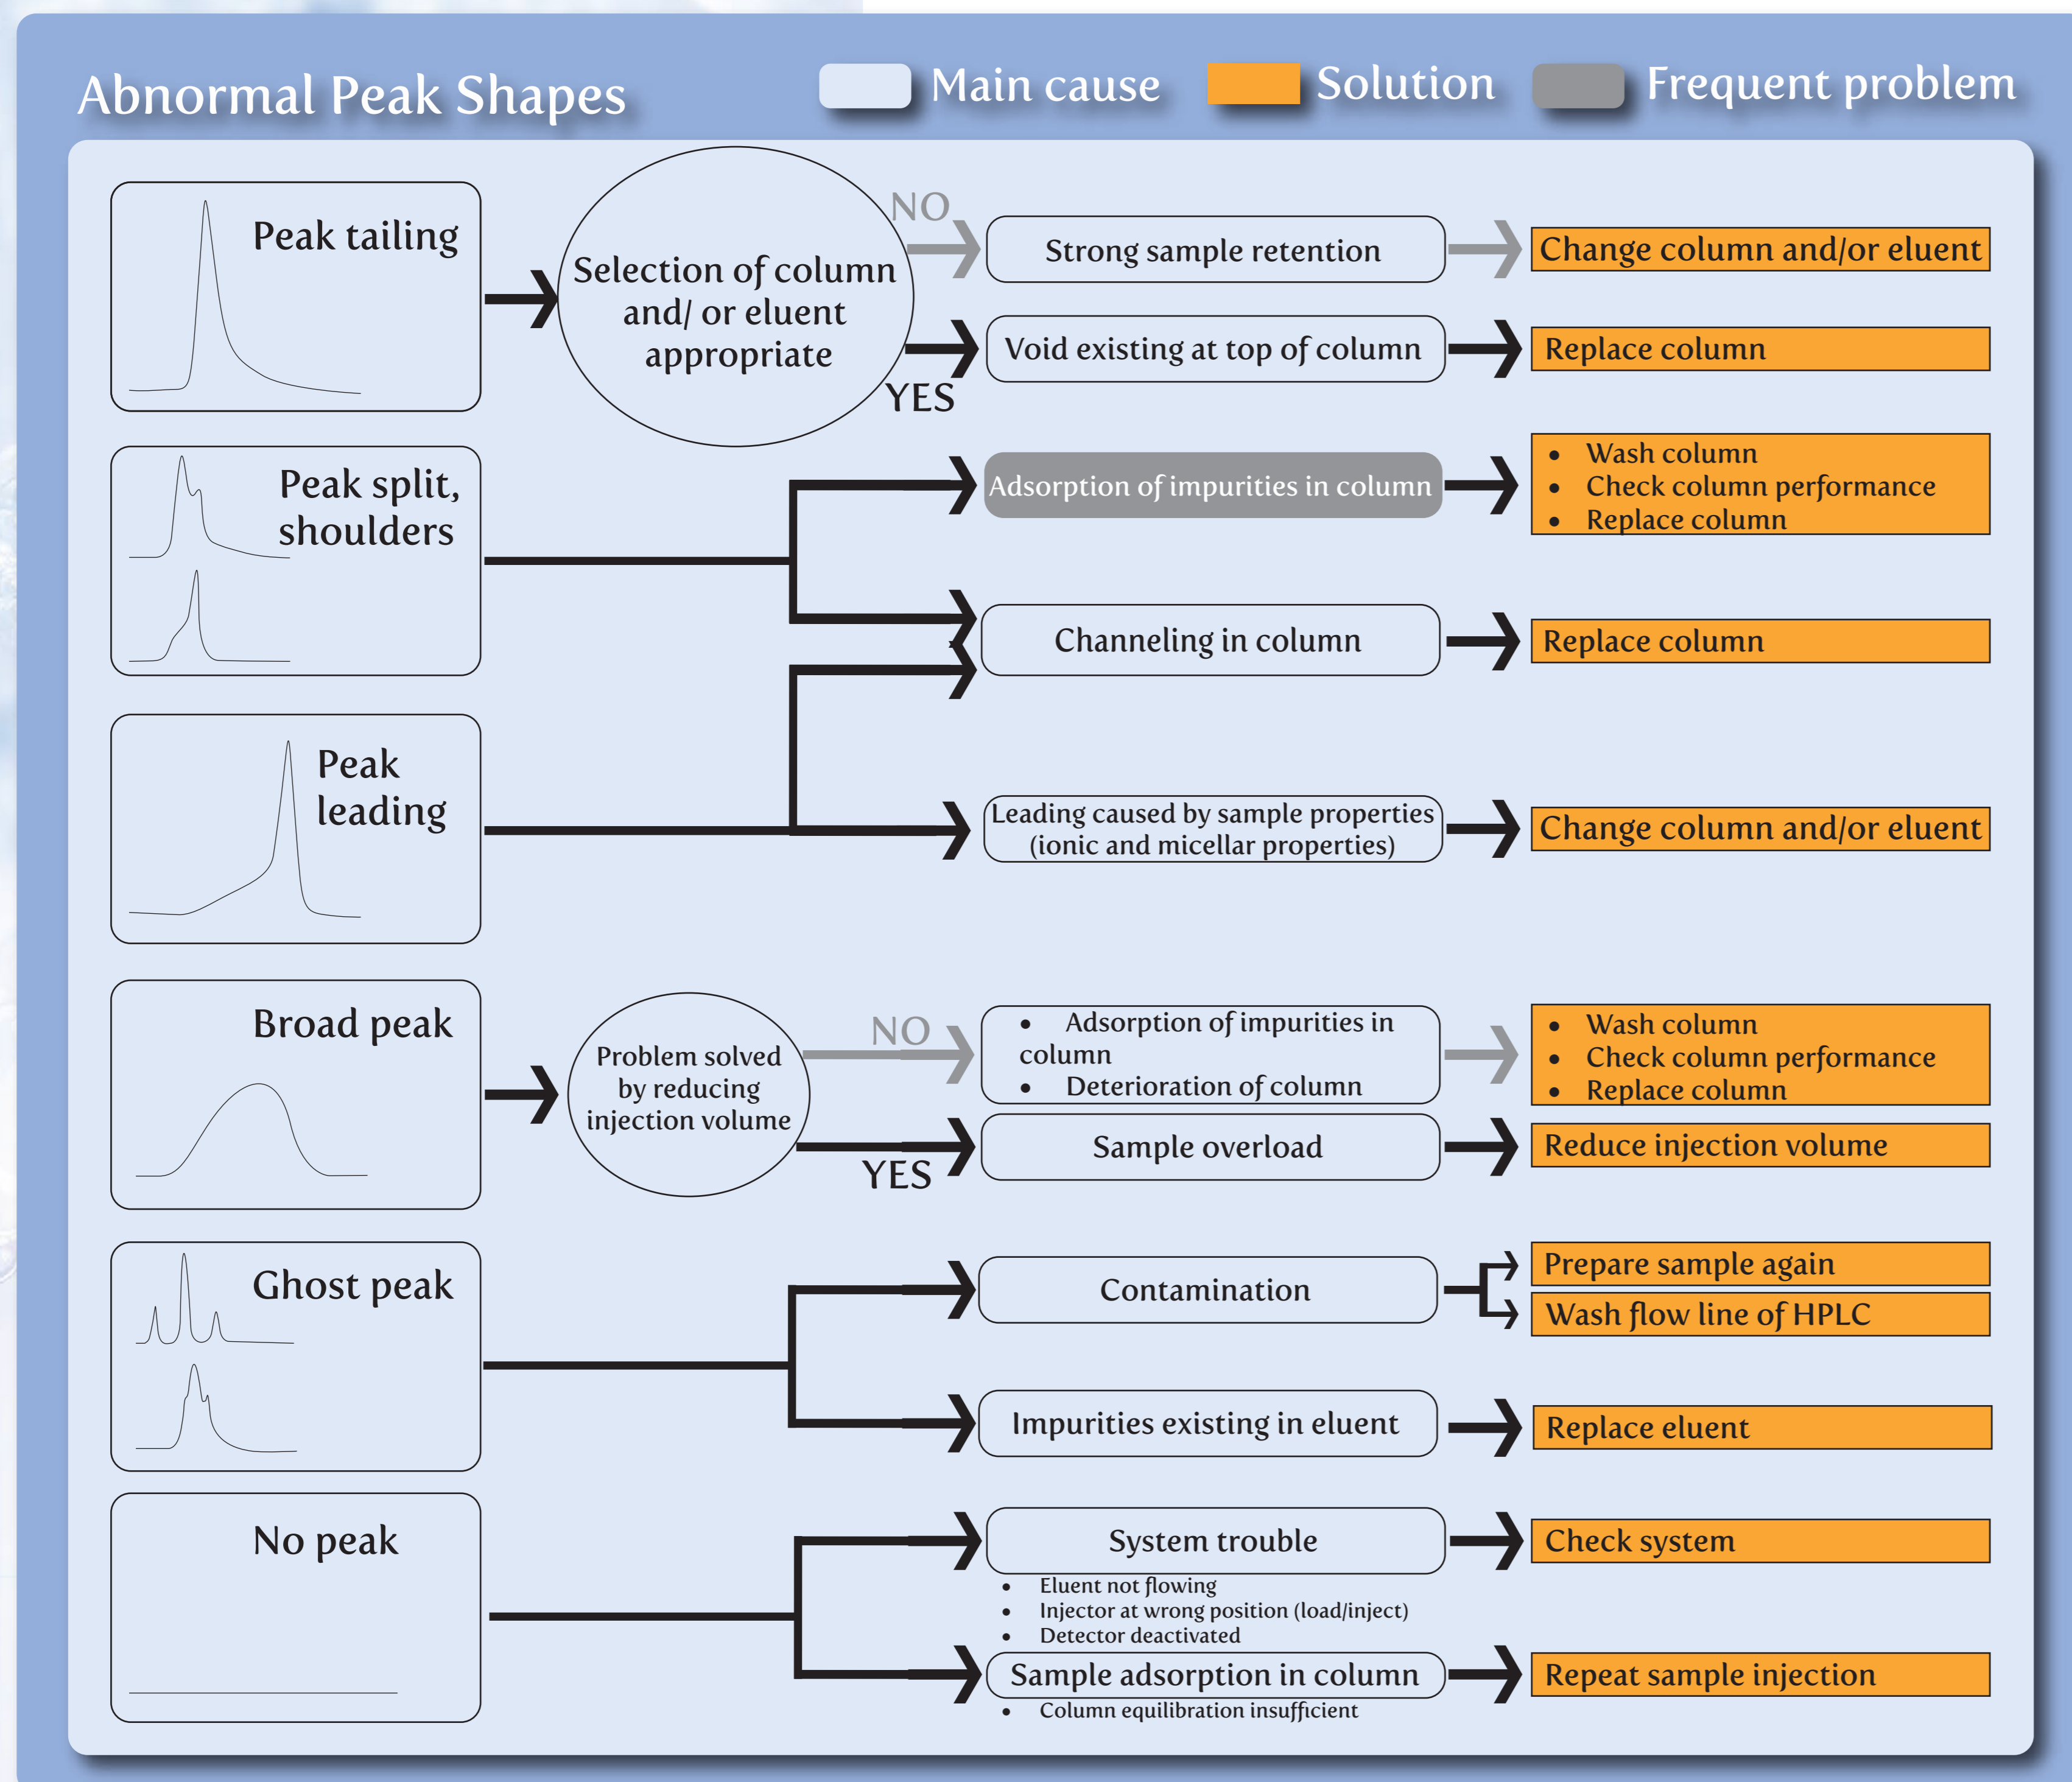 Abnormal Peak Shapes
Main cause
Solution
Frequent problem
Peak tailing
Selection of column
and/ or eluent
appropriate
NO
Strong sample retention
Change column and/or eluent
YES
Void existing at top of column
Replace column
Peak split,
shoulders
Adsorption of impurities in column
• Wash column
• Check column performance
• Replace column
Channeling in column
Replace column
Peak
leading
Leading caused by sample properties
(ionic and micellar properties)
Change column and/or eluent
Broad peak
Problem solved
by reducing
injection volume
NO
• Adsorption of impurities in
column
• Deterioration of column
• Wash column
• Check column performance
• Replace column
YES
Sample overload
Reduce injection volume
Ghost peak
Contamination
Prepare sample again
Wash flow line of HPLC
Impurities existing in eluent
Replace eluent
No peak
System trouble
Check system
• Eluent not flowing
• Injector at wrong position (load/inject)
• Detector deactivated
Sample adsorption in column
Repeat sample injection
• Column equilibration insufficient